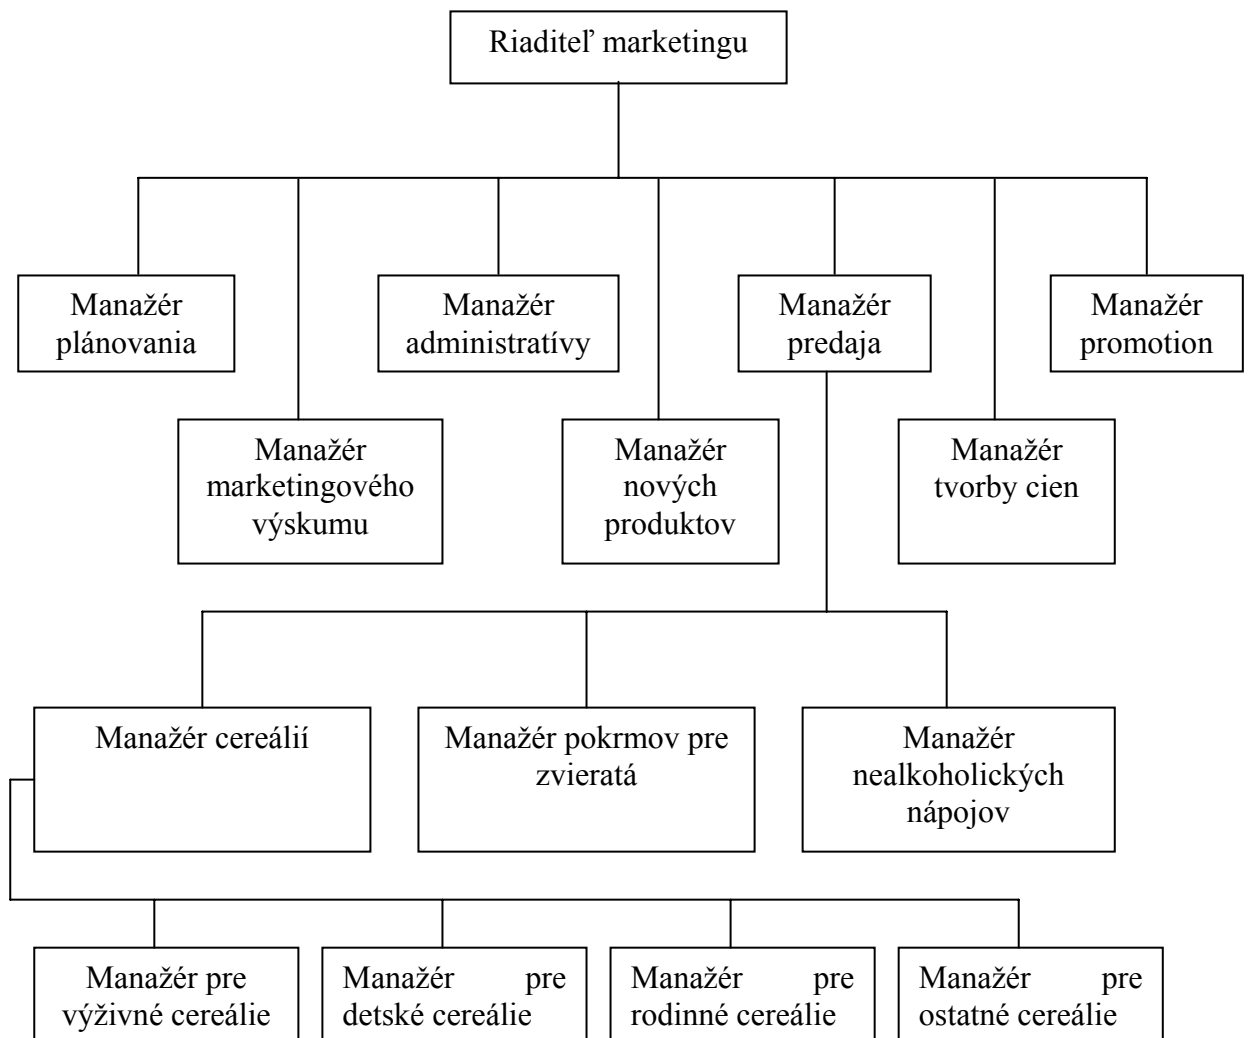 Riaditeľ marketingu
Manažér
plánovania
Manažér
administratívy
Manažér
predaja
Manažér
promotion
Manažér
marketingového
výskumu
Manažér
nových
produktov
Manažér
tvorby cien
Manažér cereálií
Manažér pokrmov pre
zvieratá
Manažér
nealkoholických
nápojov
Manažér pre
výživné cereálie
Manažér pre
detské cereálie
Manažér pre
rodinné cereálie
Manažér pre
ostatné cereálie